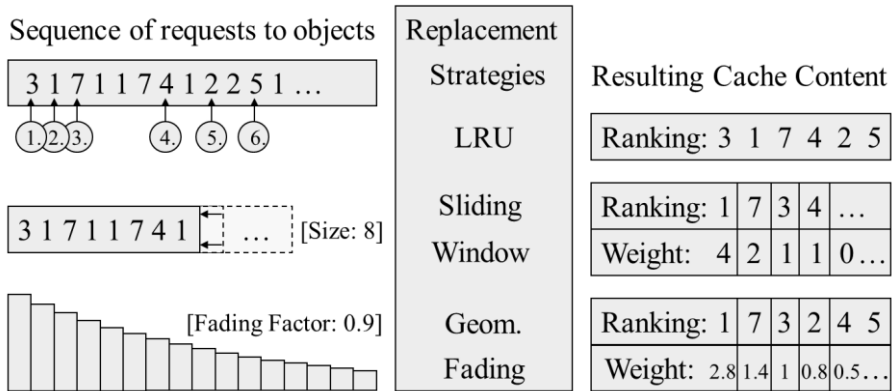 Sequence of requests to objects
3 1 7 1 1 7 4 1 2 2 5 1 ...
1. 2. 3. 4. 5. 6.
3 1 7 1 1 7 4 1 ... [Size: 8]
[Fading Factor: 0.9]
Replacement
Strategies
LRU
Sliding
Window
Geom.
Fading
Resulting Cache Content
Ranking: 3 1 7 4 2 5
Ranking: 1 7 3 4 ...
Weight: 4 2 1 1 0 ...
Ranking: 1 7 3 2 4 5
Weight: 2.8 1.4 1 0.8 0.5 ...